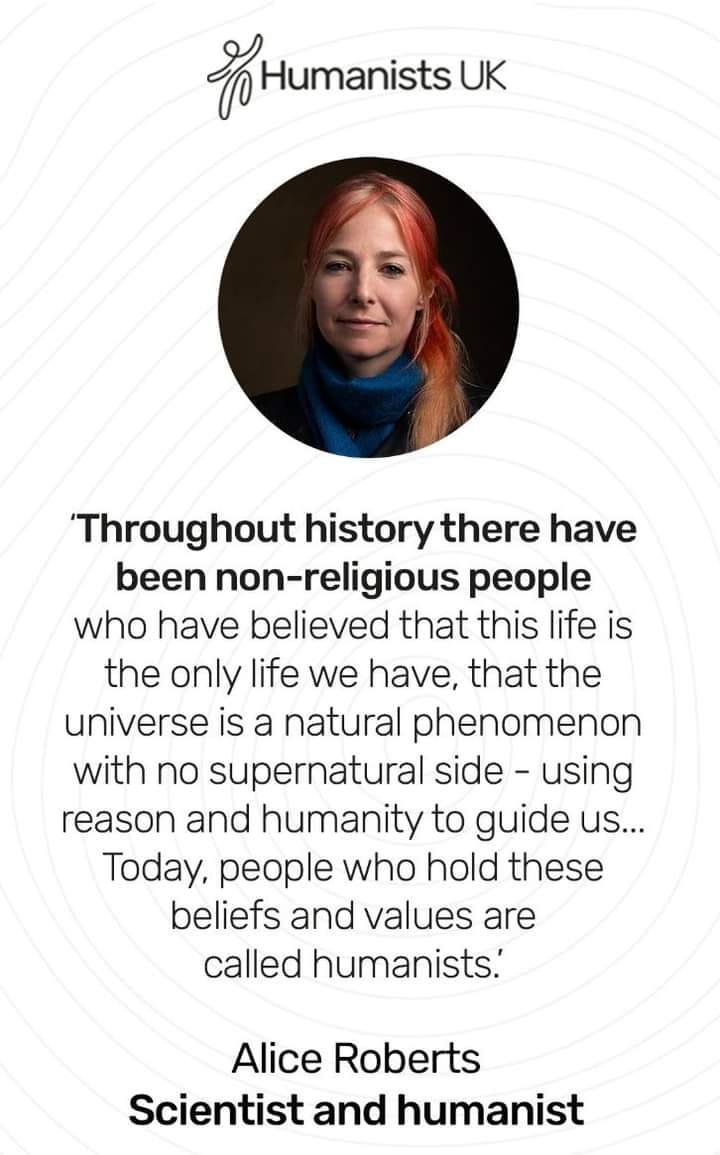 Humanists UK
‘Throughout history there have
been non-religious people
who have believed that this life is
the only life we have, that the
universe is a natural phenomenon
with no supernatural side - using
reason and humanity to guide us...
Today, people who hold these
beliefs and values are
called humanists.’
Alice Roberts
Scientist and humanist